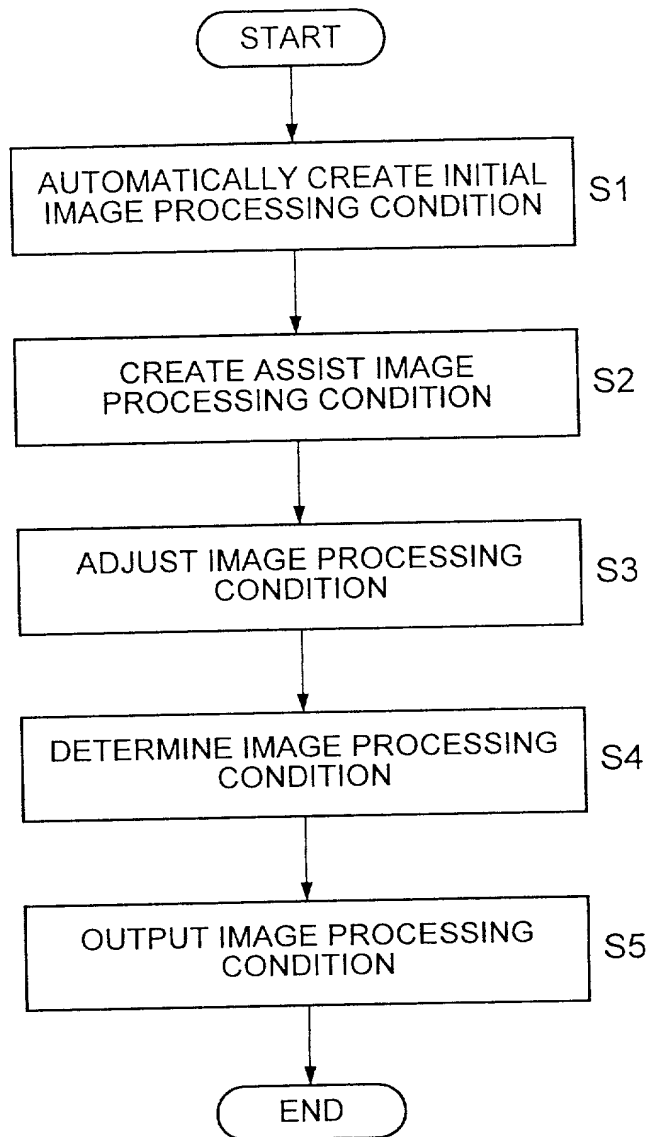 START
AUTOMATICALLY CREATE INITIAL
IMAGE PROCESSING CONDITION
S1
CREATE ASSIST IMAGE
PROCESSING CONDITION
S2
ADJUST IMAGE PROCESSING
CONDITION
S3
DETERMINE IMAGE PROCESSING
CONDITION
S4
OUTPUT IMAGE PROCESSING
CONDITION
S5
END